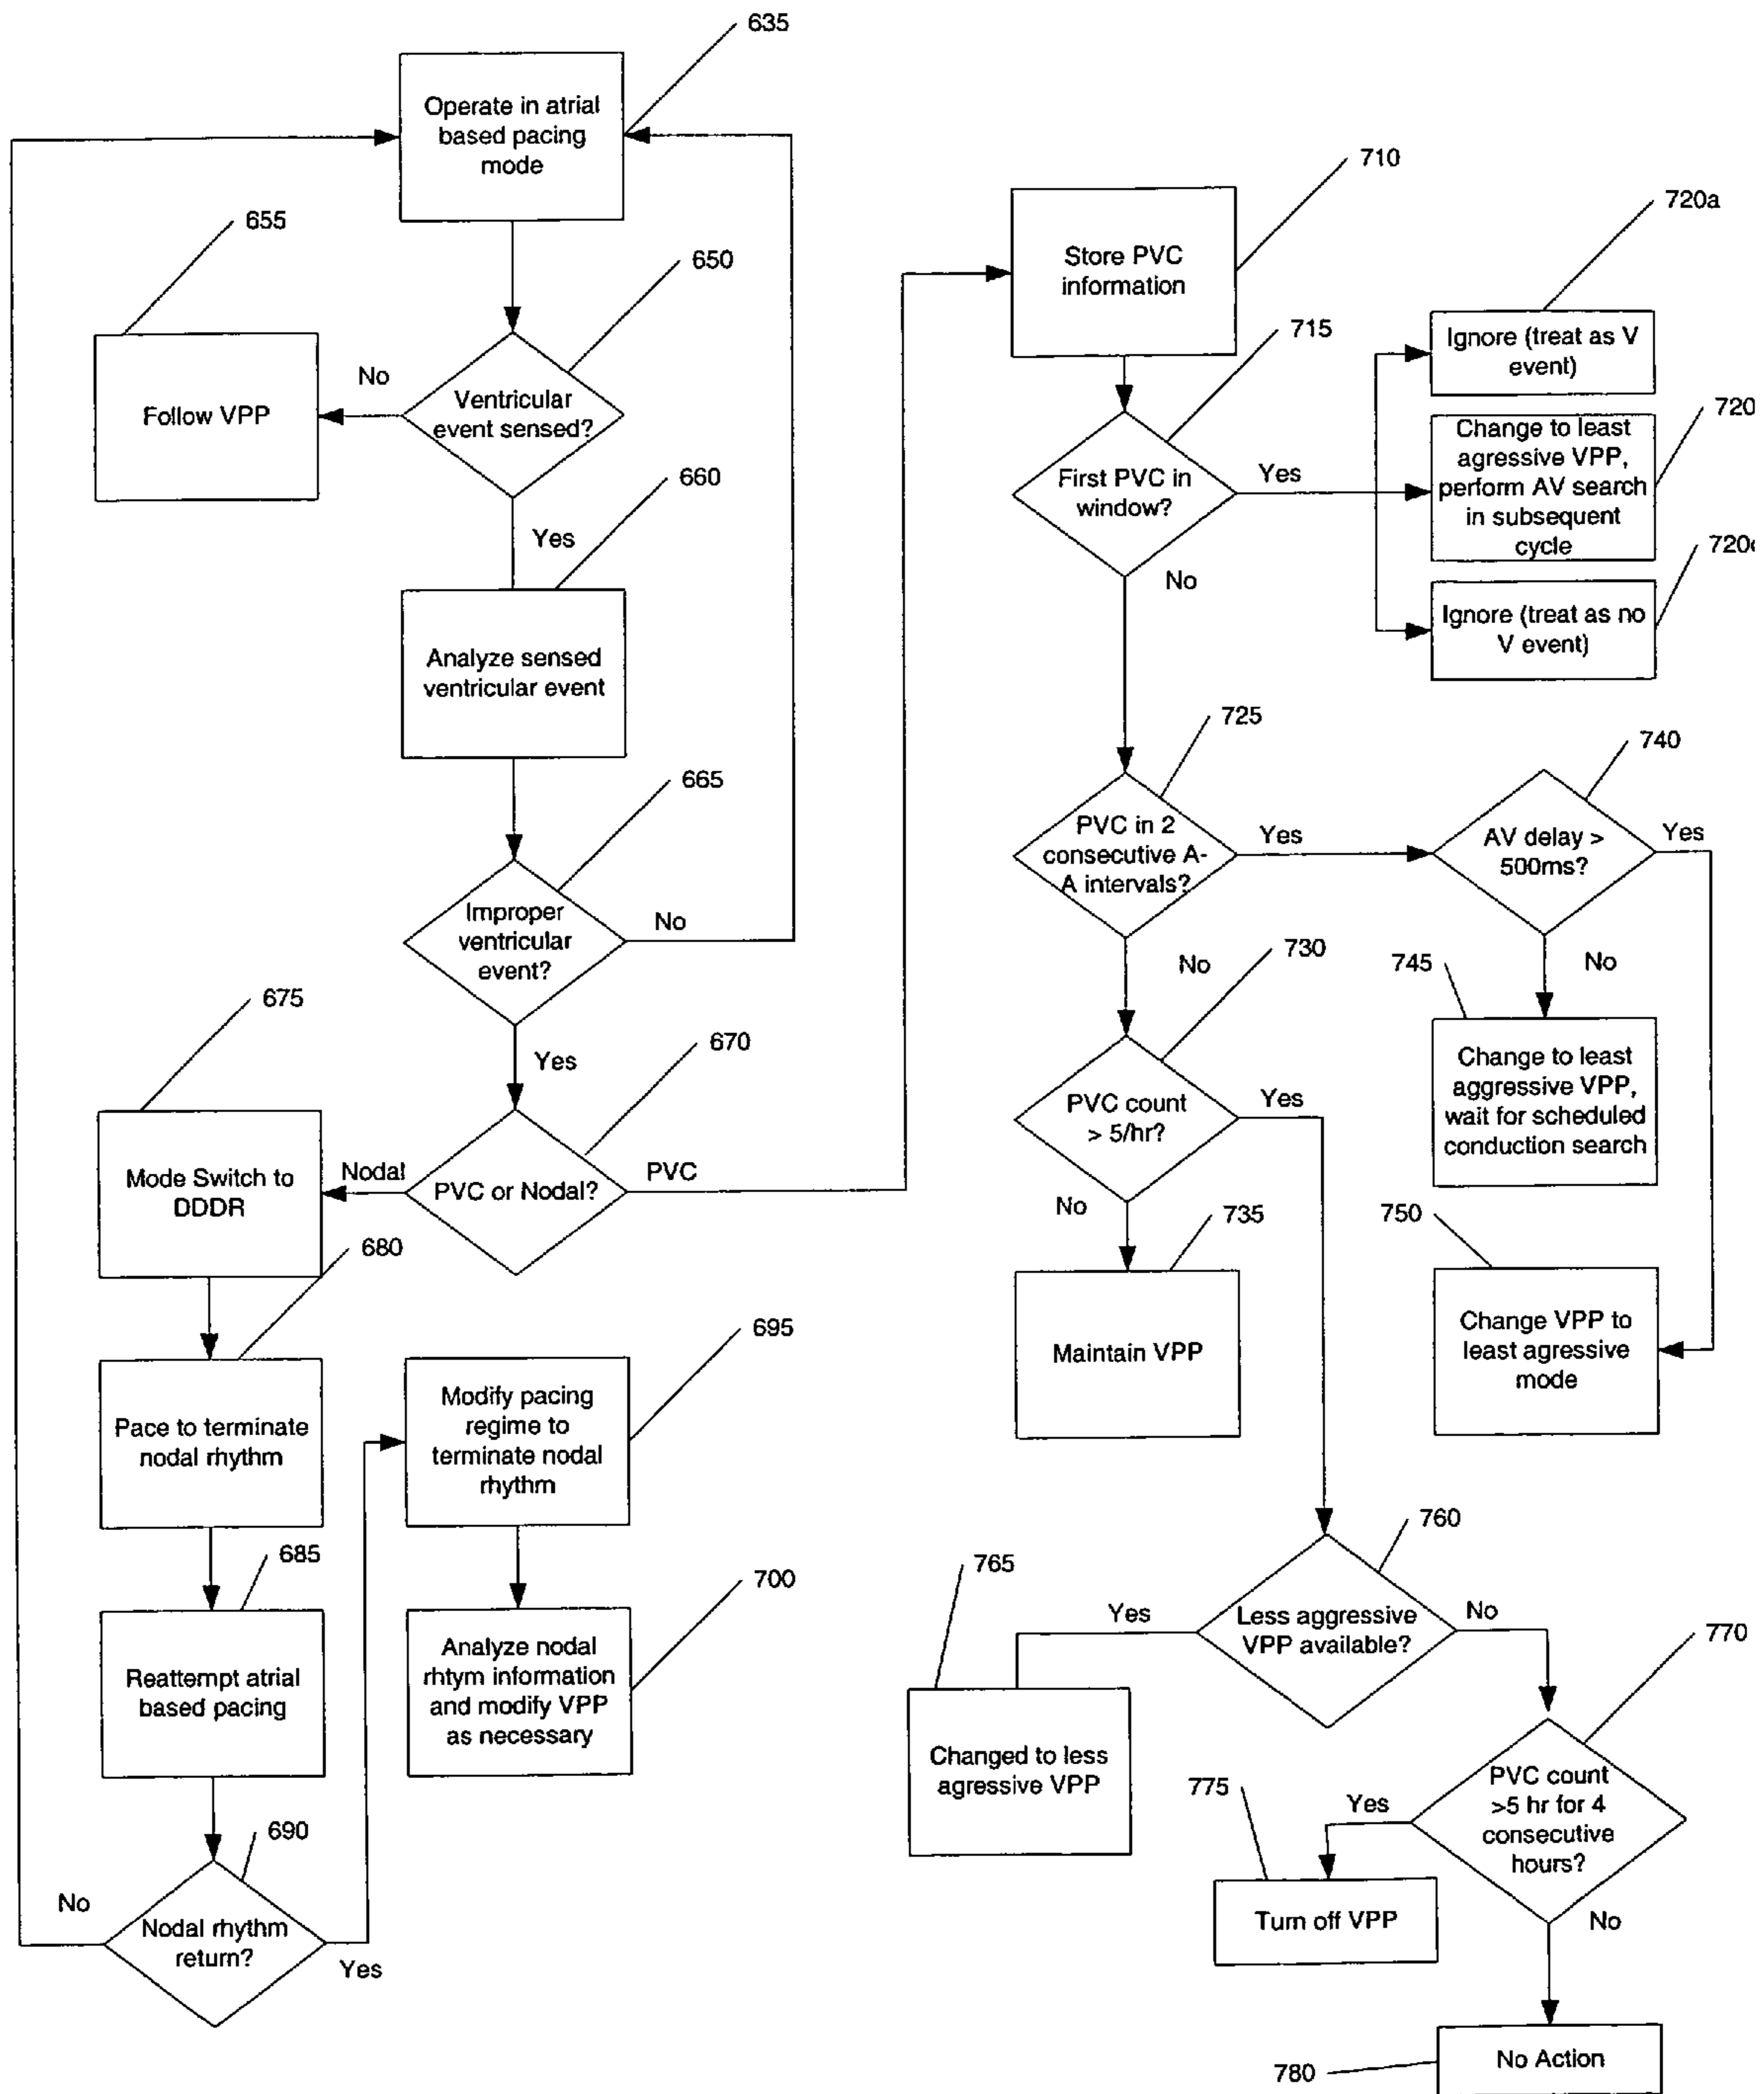 635
Operate in atrial
based pacing
mode
655
650
No
Follow VPP
Ventricular
event sensed?
660
Yes
Analyze sensed
ventricular event
665
Improper
ventricular
event?
No
675
670
Yes
Mode Switch to
DDDR
Nodal
PVC or Nodal?
PVC
680
695
Pace to terminate
nodal rhythm
Modify pacing
regime to
terminate nodal
rhythm
685
700
Reattempt atrial
based pacing
Analyze nodal
rhtym information
and modify VPP
as necessary
690
No
Nodal rhythm
return?
Yes
710
Store PVC
information
720a
715
Ignore (treat as V
event)
First PVC in
window?
Yes
720
Change to least
agressive VPP,
perform AV search
in subsequent
cycle
No
720c
Ignore (treat as no
V event)
725
740
PVC in 2
consecutive A-
A intervals?
Yes
AV delay >
500ms?
Yes
No
730
745
No
PVC count
> 5/hr?
Yes
Change to least
aggressive VPP,
wait for scheduled
conduction search
No
735
750
Maintain VPP
Change VPP to
least agressive
mode
760
765
Yes
Less aggressive
VPP available?
No
770
Changed to less
agressive VPP
775
Yes
PVC count
>5 hr for 4
consecutive
hours?
Turn off VPP
No
780
No Action